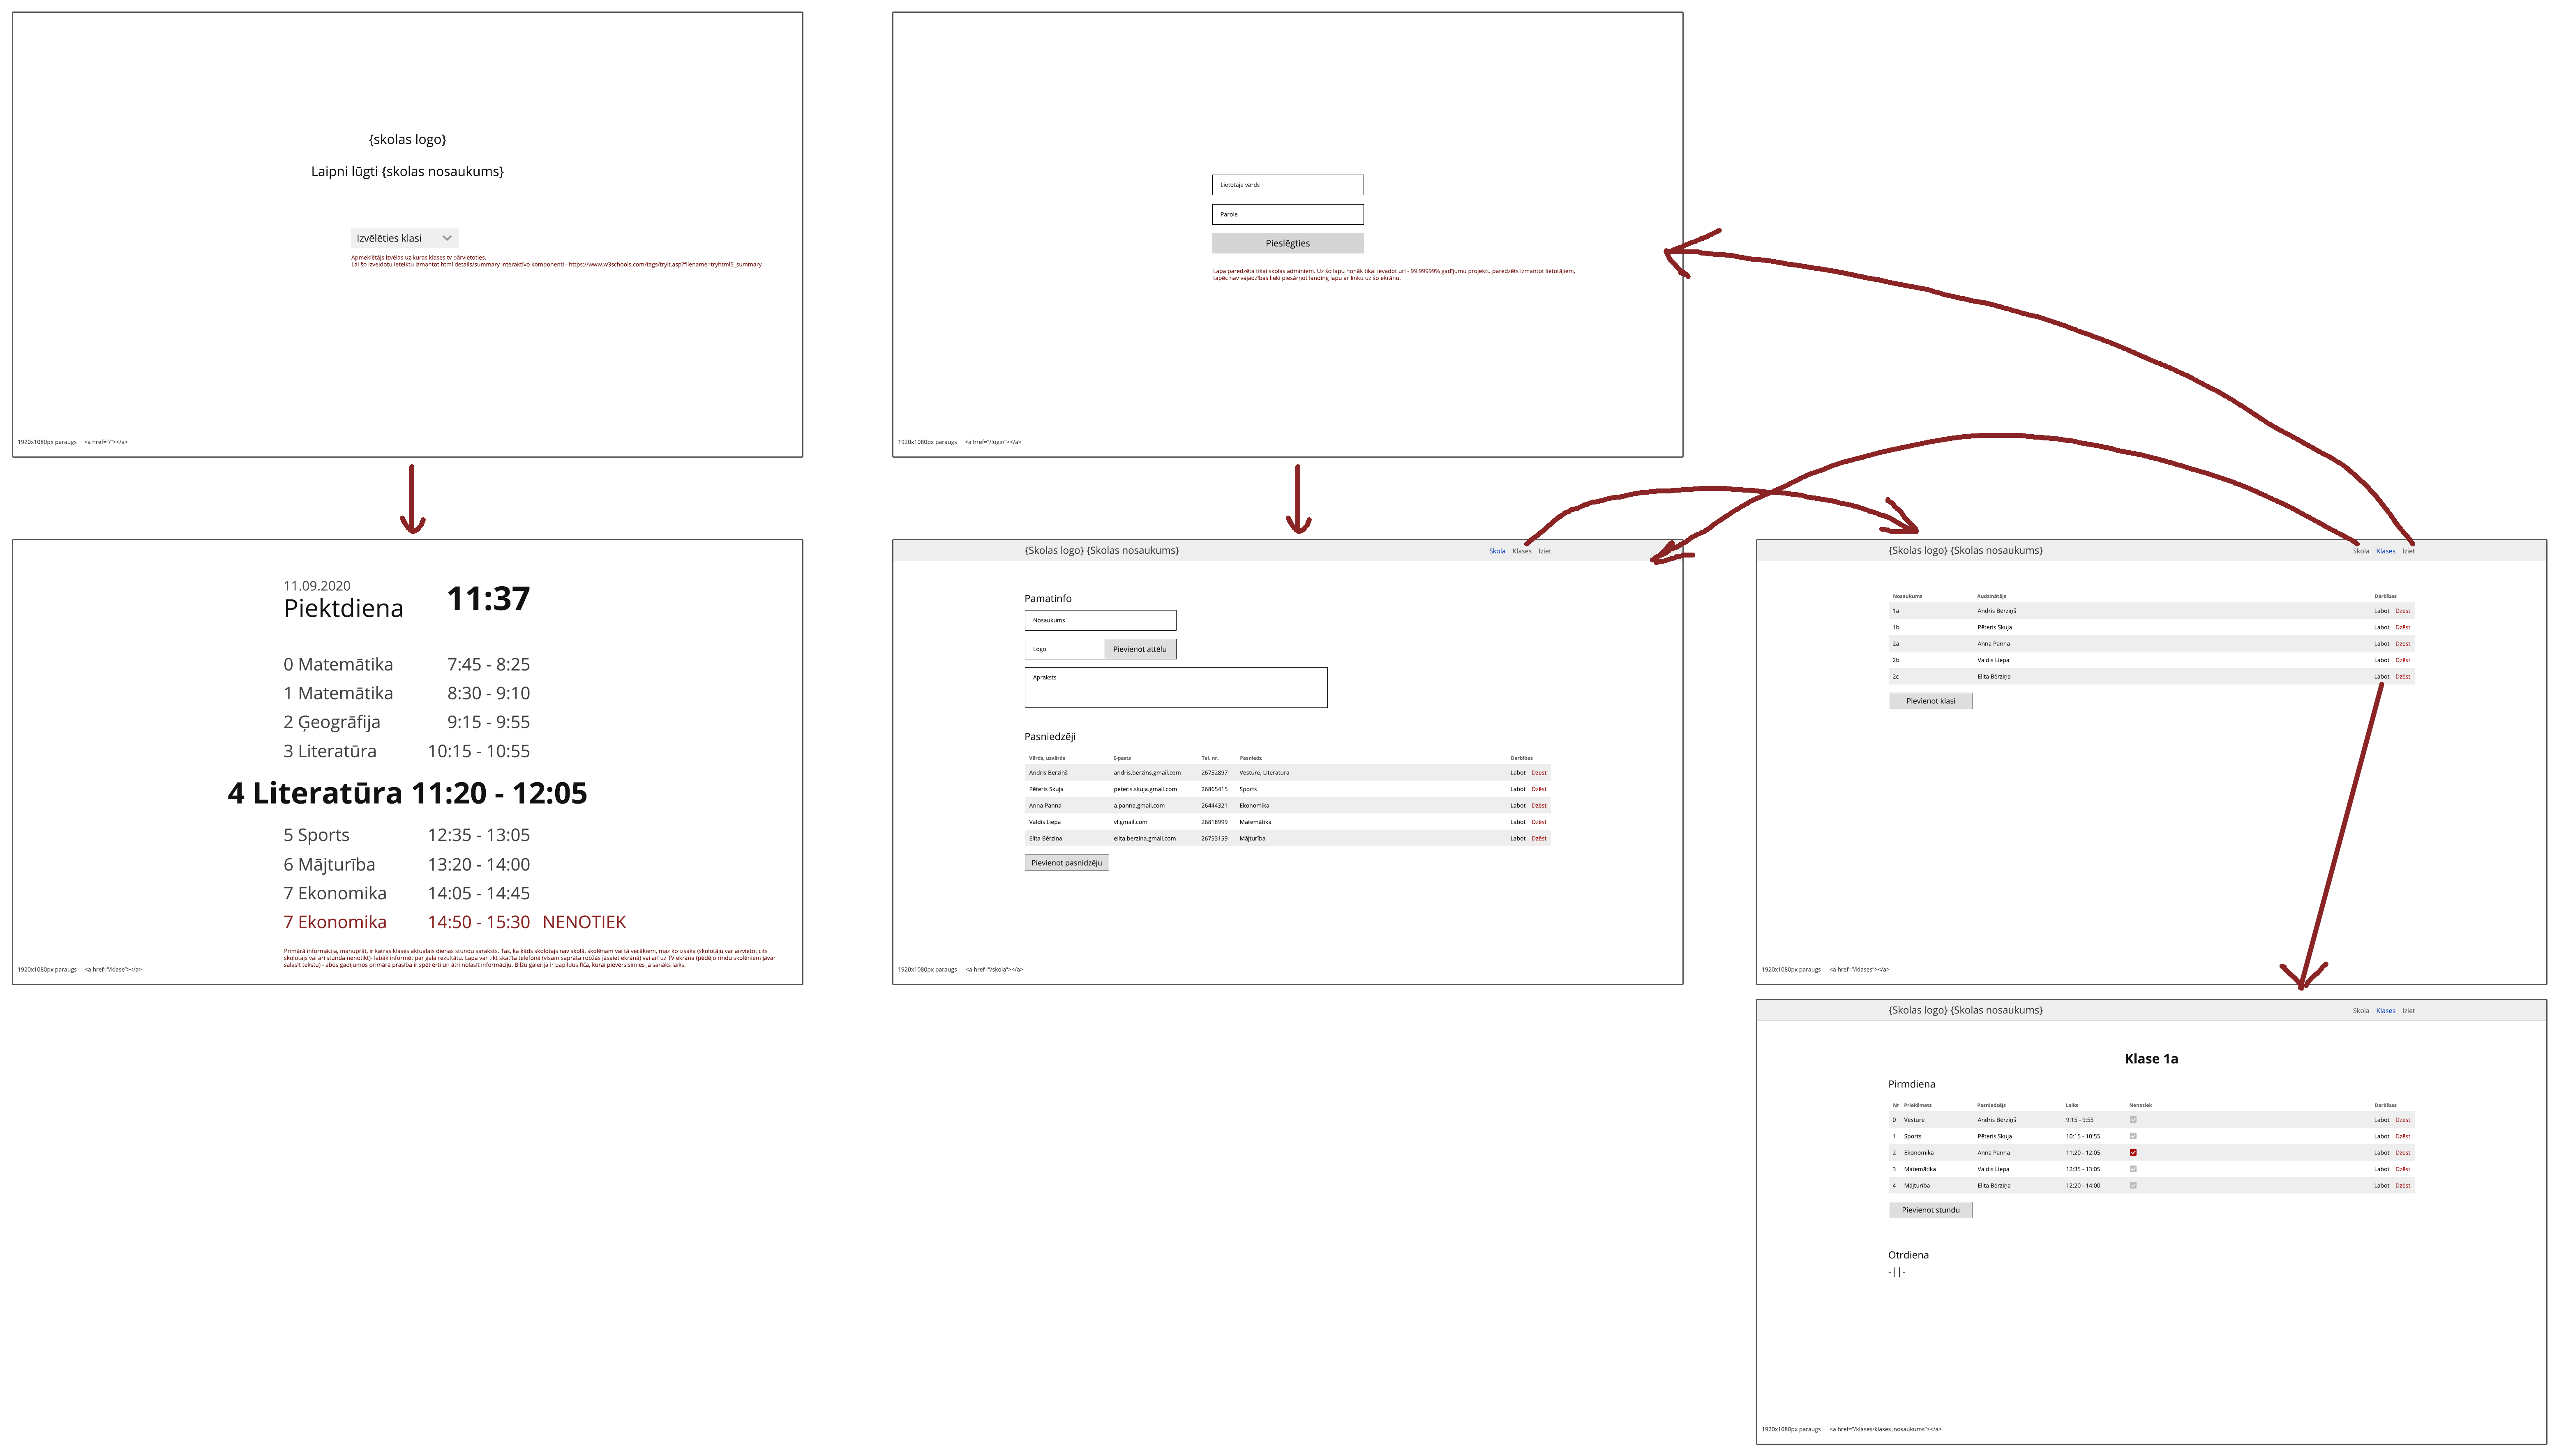 {skolas logo}
Laipni lūgti {skolas nosaukums}
Izvēlēties klasi
Apmeklētājs izvēlas uz kuras klases tv pārvietoties.
Lai šo izveidotu ieteiktu izmantot html details/summary interaktīvo komponenti - https://www.w3schools.com/tags/tryit.asp?filename=tryhtml5_summary
1920x1080px paraugs <a href="/"></a>
Lietotaja vārds
Parole
Pieslēgties
Lapa paredzēta tikai skolas adminiem. Uz šo lapu nonāk tikai ievadot url - 99.99999% gadījumu projektu paredzēts izmantot lietotājiem,
tapēc nav vajadzības lieki piesārņot landing lapu ar linku uz šo ekrānu.
1920x1080px paraugs <a href="/login"></a>
11.09.2020
Piektdiena 11:37
0 Matemātika 7:45 - 8:25
1 Matemātika 8:30 - 9:10
2 Ģeogrāfija 9:15 - 9:55
3 Literatūra 10:15 - 10:55
4 Literatūra 11:20 - 12:05
5 Sports 12:35 - 13:05
6 Mājturība 13:20 - 14:00
7 Ekonomika 14:05 - 14:45
7 Ekonomika 14:50 - 15:30 NENOTIEK
Primārā informācija, manuprāt, ir katras klases aktuālais dienas stundu saraksts. Tas, ka kāds skolotajs nav skolā, skolēnam vai tā vecākiem, maz ko izsaka (skolotāju var aizvietot cits
skolotajs vai arī stunda nenotikt)- labāk informēt par gala rezultātu. Lapa var tikt skatīta telefonā (visam saprāta robžās jāsaiet ekrānā) vai arī uz TV ekrāna (pēdējo rindu skolēniem jāvar
salasīt tekstu) - abos gadījumos primārā prasība ir spēt ērti un ātri nolasīt informāciju. Bilžu galerija ir papildus fīča, kurai pievērsisimies ja sanāks laiks.
1920x1080px paraugs <a href="/klase"></a>
{Skolas logo} {Skolas nosaukums} Skola Klases Iziet
Pamatinfo
Nosaukums
Logo Pievienot attēlu
Apraksts
Pasniedzēji
Vārds, uzvārds E-pasts Tel. nr. Pasniedz Darbības
Andris Bērziņš andris.berzins.gmail.com 26752897 Vēsture, Literatūra Labot Dzēst
Pēteris Skuja peteris.skuja.gmail.com 26865415 Sports Labot Dzēst
Anna Panna a.panna.gmail.com 26444321 Ekonomika Labot Dzēst
Valdis Liepa vl.gmail.com 26818999 Matemātika Labot Dzēst
Elita Bērziņa elita.berzina.gmail.com 26753159 Mājturība Labot Dzēst
Pievienot pasnidzēju
1920x1080px paraugs <a href="/skola"></a>
{Skolas logo} {Skolas nosaukums} Skola Klases Iziet
Nosaukums Audzinātājs Darbības
1a Andris Bērziņš Labot Dzēst
1b Pēteris Skuja Labot Dzēst
2a Anna Panna Labot Dzēst
2b Valdis Liepa Labot Dzēst
2c Elita Bērziņa Labot Dzēst
Pievienot klasi
1920x1080px paraugs <a href="/klases"></a>
{Skolas logo} {Skolas nosaukums} Skola Klases Iziet
Klase 1a
Pirmdiena
Nr Priekšmets Pasniedzējs Laiks Nenotiek Darbības
0 Vēsture Andris Bērziņš 9:15 - 9:55 Labot Dzēst
1 Sports Pēteris Skuja 10:15 - 10:55 Labot Dzēst
2 Ekonomika Anna Panna 11:20 - 12:05 Labot Dzēst
3 Matemātika Valdis Liepa 12:35 - 13:05 Labot Dzēst
4 Mājturība Elita Bērziņa 12:20 - 14:00 Labot Dzēst
Pievienot stundu
Otrdiena
-||-
1920x1080px paraugs <a href="/klases/klases_nosaukums"></a>